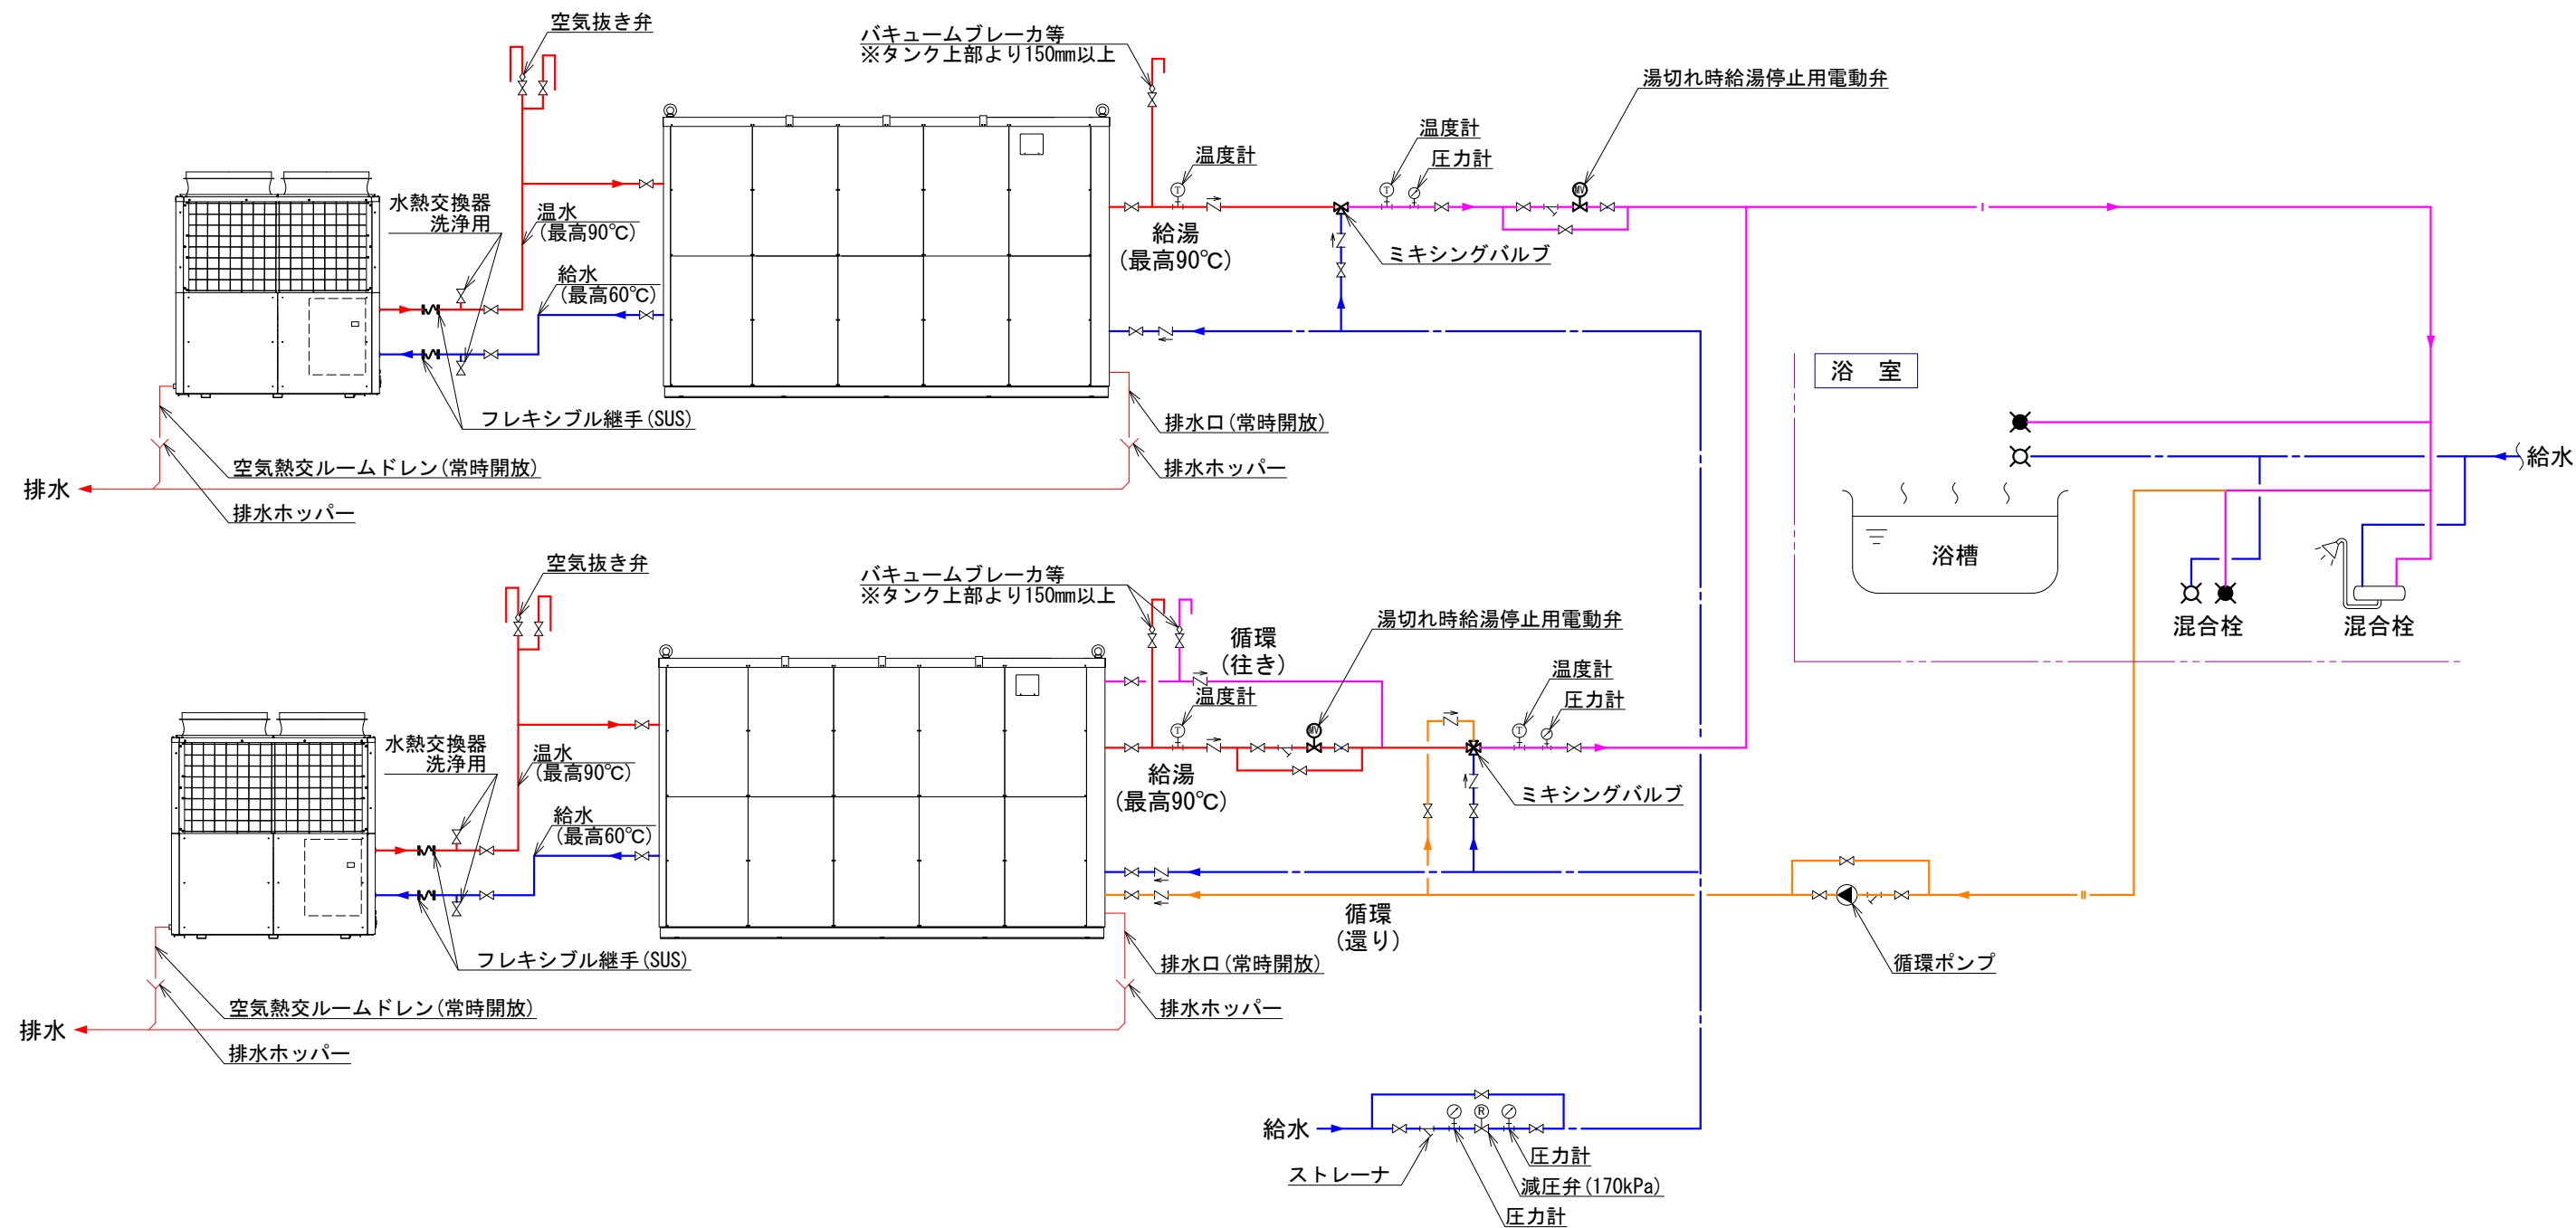 空気抜き弁
バキュームブレーカ等
※タンク上部より150mm以上
湯切れ時給湯停止用電動弁
温度計
圧力計
温度計
T
T
MV
水熱交換器
洗浄用
温水
(最高90℃)
給水
(最高60℃)
給湯
(最高90℃)
ミキシングバルブ
フレキシブル継手(SUS)
排水口(常時開放)
空気熱交ルームドレン(常時開放)
排水ホッパー
排水
排水ホッパー
浴 室
給水
浴槽
混合栓
混合栓
空気抜き弁
バキュームブレーカ等
※タンク上部より150mm以上
湯切れ時給湯停止用電動弁
循環
(往き)
温度計
温度計
圧力計
T
MV
T
水熱交換器
洗浄用
温水
(最高90℃)
給水
(最高60℃)
給湯
(最高90℃)
ミキシングバルブ
循環
(還り)
循環ポンプ
フレキシブル継手(SUS)
排水口(常時開放)
空気熱交ルームドレン(常時開放)
排水ホッパー
排水
排水ホッパー
給水
R
ストレーナ
圧力計
減圧弁(170kPa)
圧力計